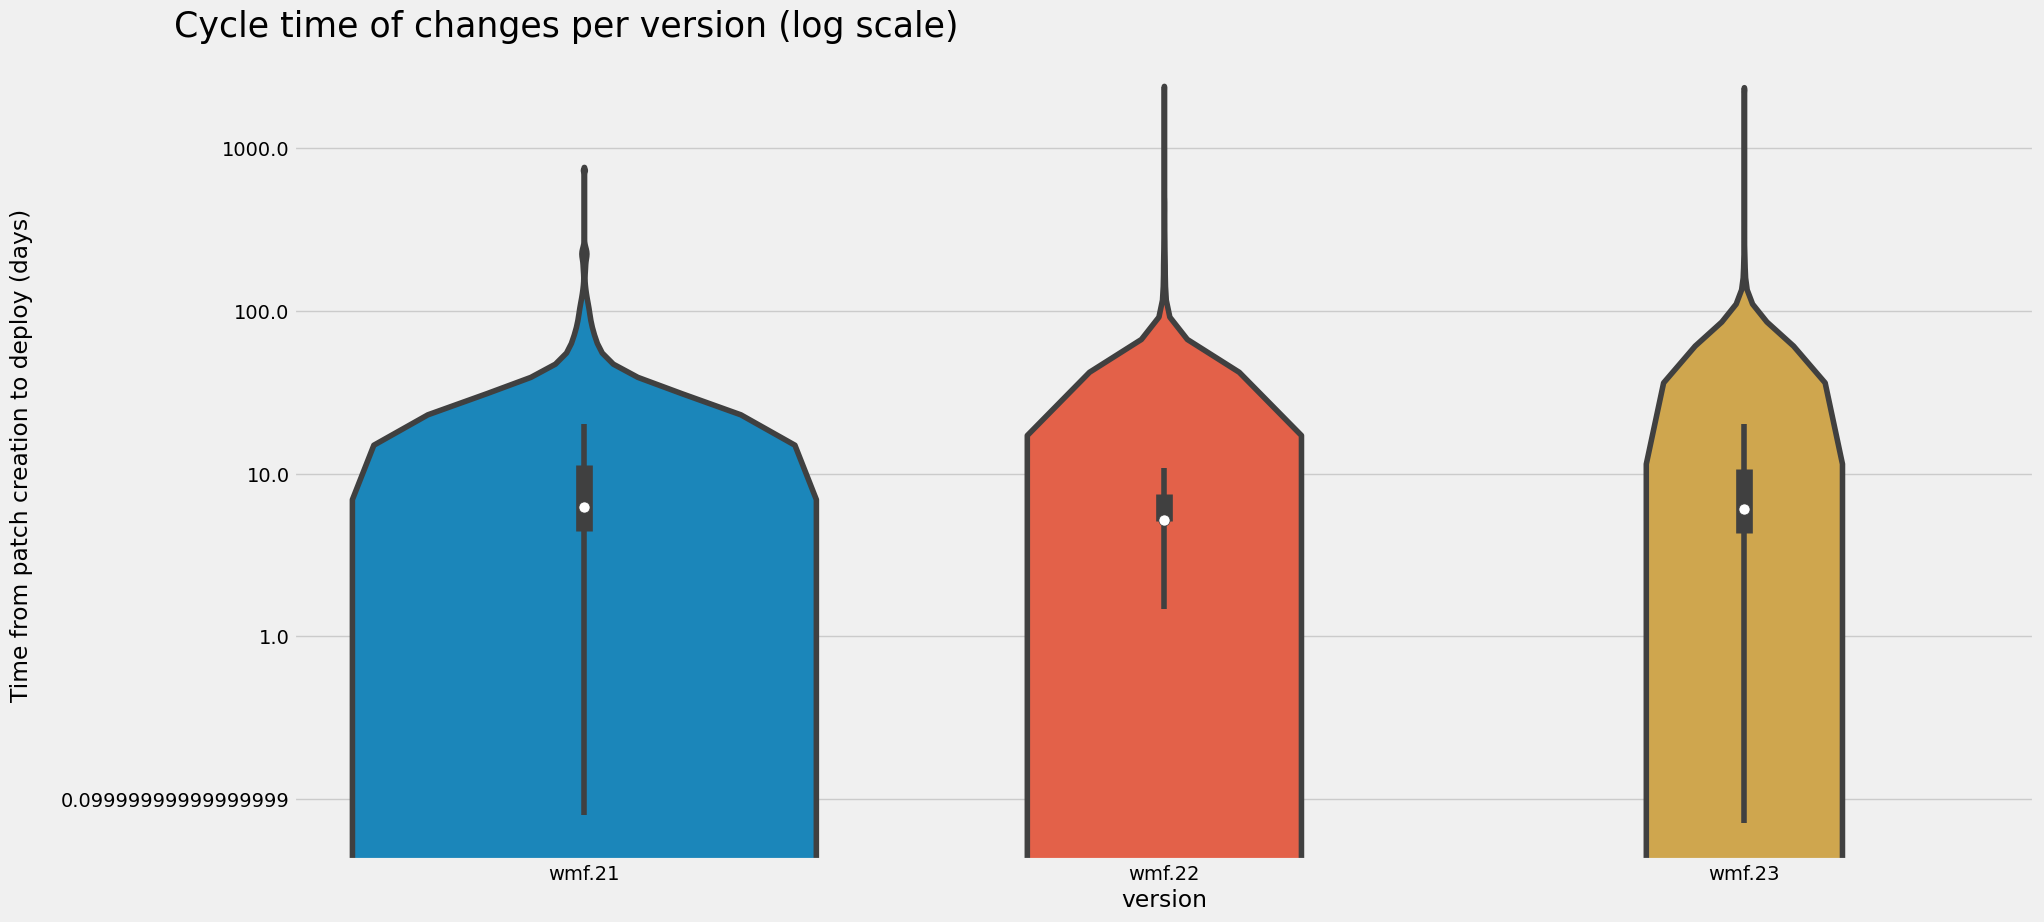 Cycle time of changes per version (log scale)
Time from patch creation to deploy (days)
1000.0
100.0
10.0
1.0
0.09999999999999999
wmf.21
wmf.22
wmf.23
version